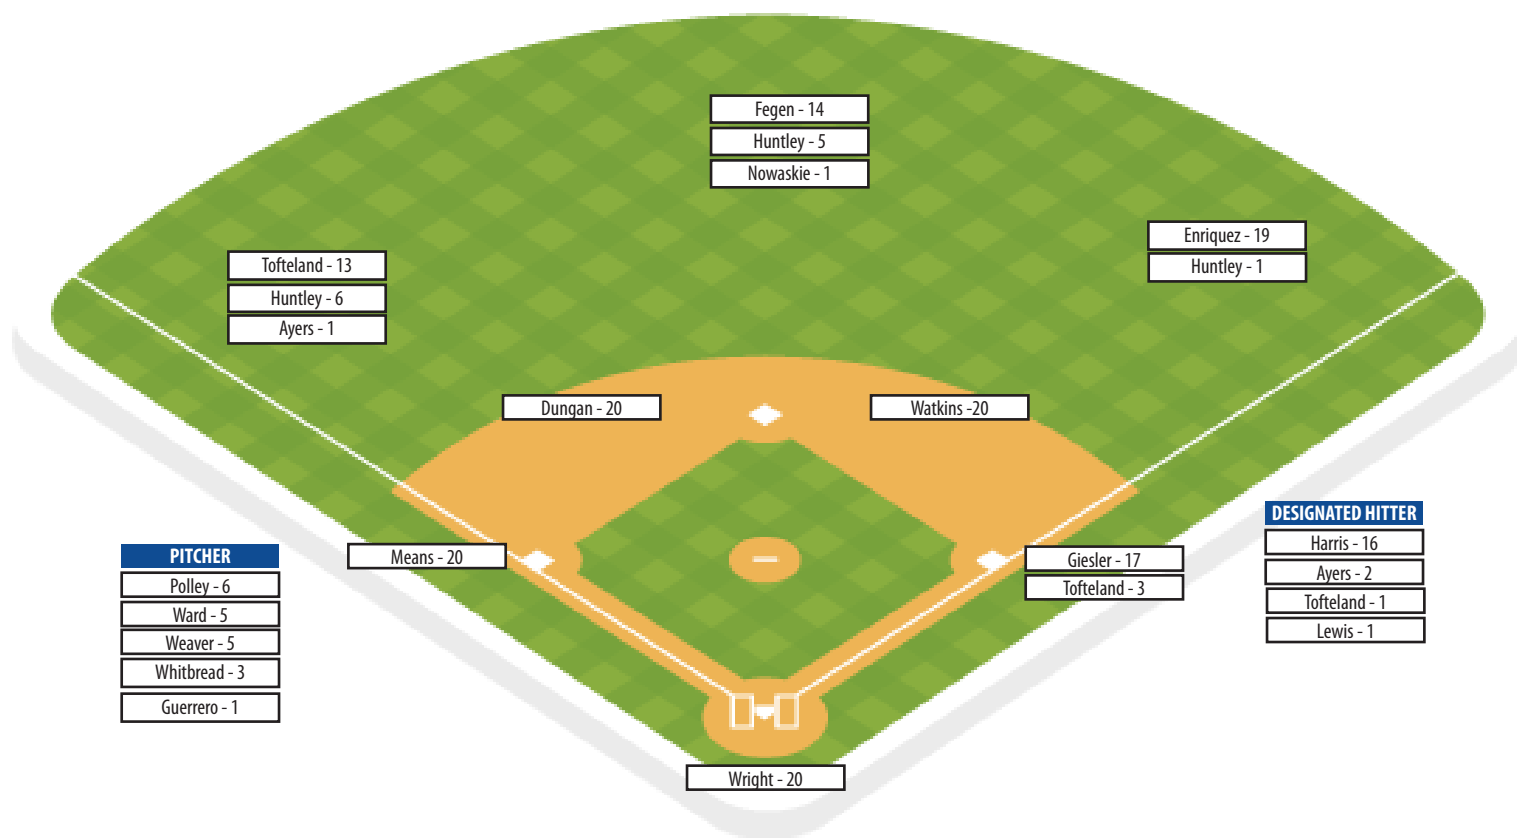 Fegen - 14
Huntley - 5
Nowaskie - 1
Enriquez - 19
Huntley - 1
Tofteland - 13
Huntley - 6
Ayers - 1
Dungan - 20
Watkins -20
Means - 20
Giesler - 17
Tofteland - 3
PITCHER
Polley - 6
Ward - 5
Weaver - 5
Whitbread - 3
Guerrero - 1
DESIGNATED HITTER
Harris - 16
Ayers - 2
Tofteland - 1
Lewis - 1
Wright - 20